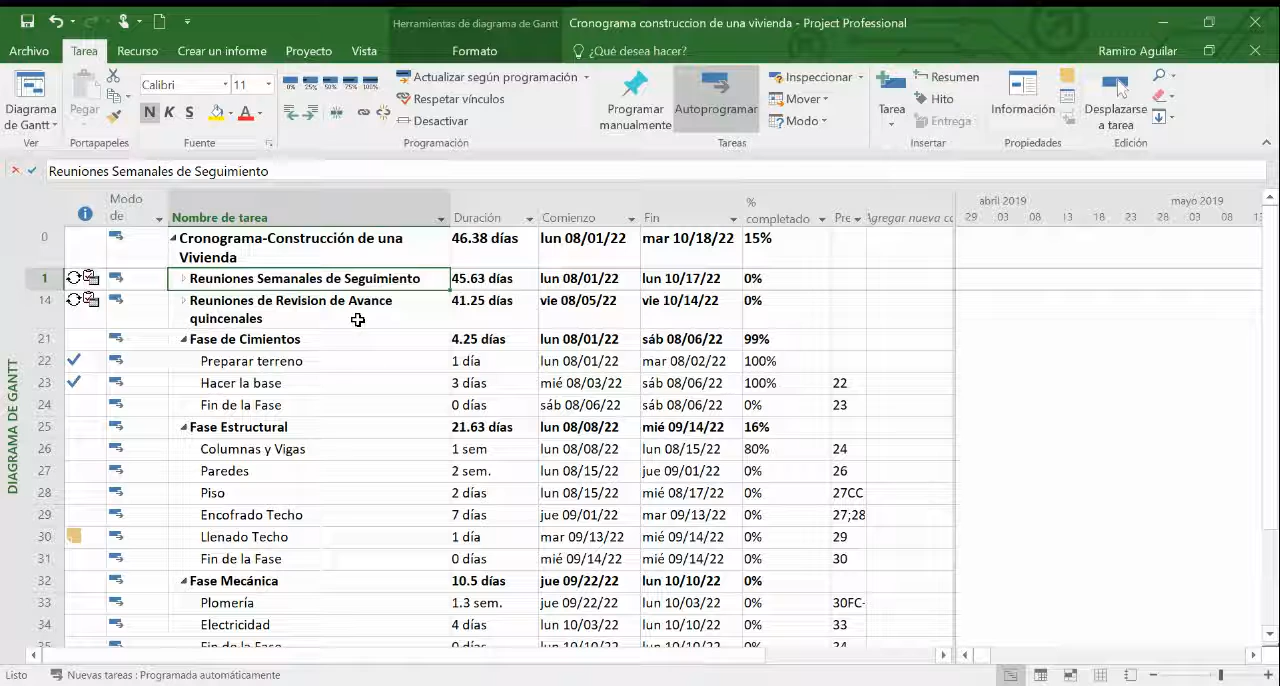 Herramientas de diagrama de Gantt Cronograma construccion de una vivienda - Project Professional
Archivo Tarea Recurso Crear un informe Proyecto Vista Formato ¿Qué desea hacer? Ramiro Aguilar
Diagrama de Gantt
Ver
Pegar
Portapapeles
Calibri 11
N K S A
Fuente
0% 25% 50% 75% 100%
Actualizar según programación
Respetar vínculos
Desactivar
Programación
Programar manualmente
Autoprogramar
Inspeccionar
Mover
Modo
Tareas
Tarea
Resumen
Hito
Entrega
Insertar
Información
Propiedades
Desplazarse a tarea
Edición
Reuniones Semanales de Seguimiento
Modo de Nombre de tarea Duración Comienzo Fin % completado Pre Agregar nueva
abril 2019 mayo 2019
29 03 08 13 18 23 28 03 08
0 Cronograma-Construcción de una Vivienda 46.38 días lun 08/01/22 mar 10/18/22 15%
1 Reuniones Semanales de Seguimiento 45.63 días lun 08/01/22 lun 10/17/22 0%
14 Reuniones de Revision de Avance quincenales 41.25 días vie 08/05/22 vie 10/14/22 0%
21 Fase de Cimientos 4.25 días lun 08/01/22 sáb 08/06/22 99%
22 Preparar terreno 1 día lun 08/01/22 mar 08/02/22 100%
23 Hacer la base 3 días mié 08/03/22 sáb 08/06/22 100% 22
24 Fin de la Fase 0 días sáb 08/06/22 sáb 08/06/22 0% 23
25 Fase Estructural 21.63 días lun 08/08/22 mié 09/14/22 16%
26 Columnas y Vigas 1 sem lun 08/08/22 lun 08/15/22 80% 24
27 Paredes 2 sem. lun 08/15/22 jue 09/01/22 0% 26
28 Piso 2 días lun 08/15/22 mié 08/17/22 0% 27CC
29 Encofrado Techo 7 días jue 09/01/22 mar 09/13/22 0% 27;28
30 Llenado Techo 1 día mar 09/13/22 mié 09/14/22 0% 29
31 Fin de la Fase 0 días mié 09/14/22 mié 09/14/22 0% 30
32 Fase Mecánica 10.5 días jue 09/22/22 lun 10/10/22 0%
33 Plomería 1.3 sem. jue 09/22/22 lun 10/03/22 0% 30FC-
34 Electricidad 4 días lun 10/03/22 lun 10/10/22 0% 33
DIAGRAMA DE GANTT
Listo Nuevas tareas : Programada automáticamente